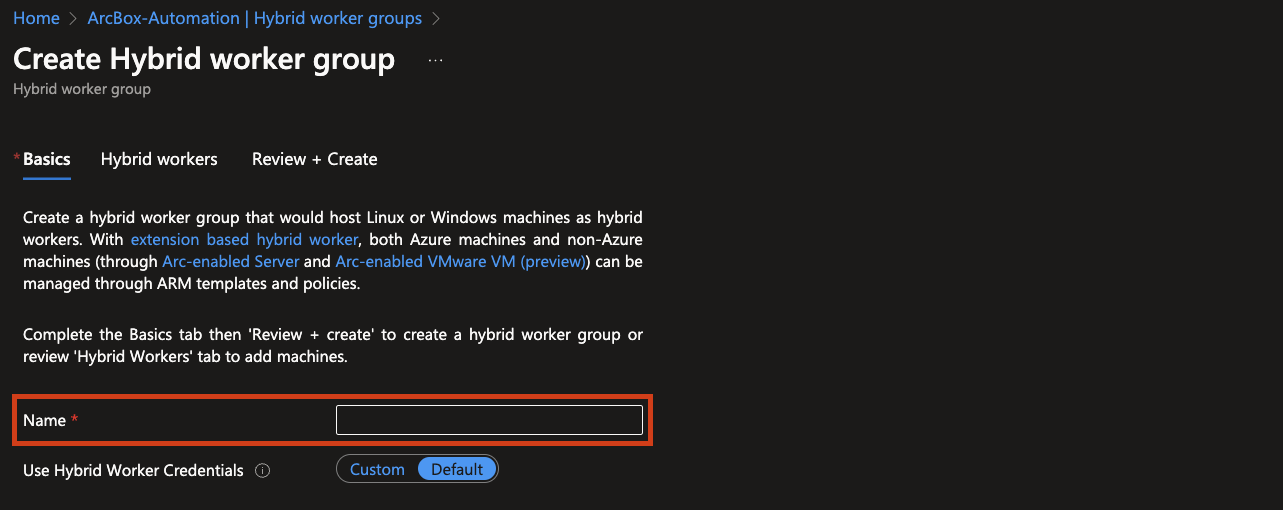 Home > ArcBox-Automation | Hybrid worker groups >
Create Hybrid worker group ...
Hybrid worker group
* Basics Hybrid workers Review + Create
Create a hybrid worker group that would host Linux or Windows machines as hybrid
workers. With extension based hybrid worker, both Azure machines and non-Azure
machines (through Arc-enabled Server and Arc-enabled VMware VM (preview)) can be
managed through ARM templates and policies.
Complete the Basics tab then 'Review + create' to create a hybrid worker group or
review 'Hybrid Workers' tab to add machines.
Name *
Use Hybrid Worker Credentials Custom Default